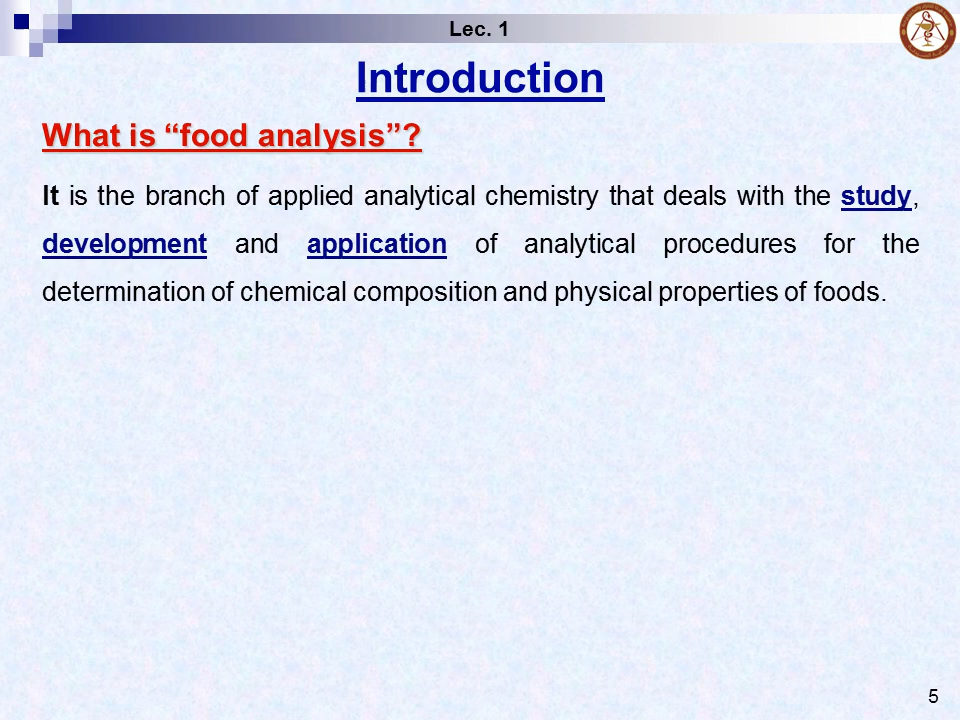 Lec. 1
Introduction
What is “food analysis”?
It is the branch of applied analytical chemistry that deals with the study,
development and application of analytical procedures for the
determination of chemical composition and physical properties of foods.
5